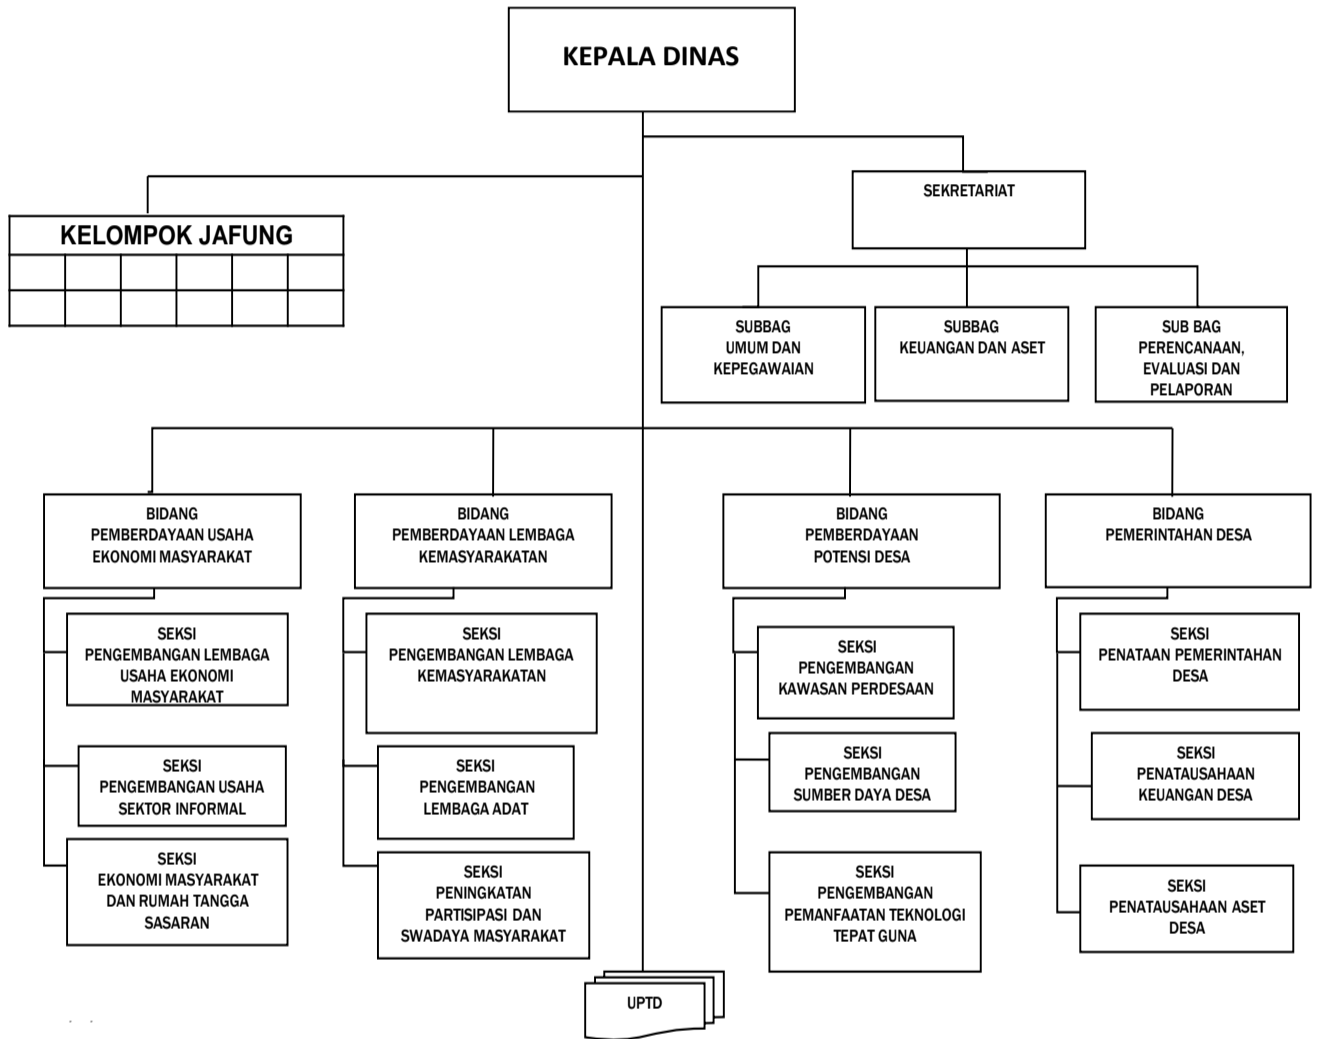 KEPALA DINAS
SEKRETARIAT
KELOMPOK JAFUNG
SUBBAG
UMUM DAN
KEPEGAWAIAN
SUBBAG
KEUANGAN DAN ASET
SUB BAG
PERENCANAAN,
EVALUASI DAN
PELAPORAN
BIDANG
PEMBERDAYAAN USAHA
EKONOMI MASYARAKAT
SEKSI
PENGEMBANGAN LEMBAGA
USAHA EKONOMI
MASYARAKAT
SEKSI
PENGEMBANGAN USAHA
SEKTOR INFORMAL
SEKSI
EKONOMI MASYARAKAT
DAN RUMAH TANGGA
SASARAN
BIDANG
PEMBERDAYAAN LEMBAGA
KEMASYARAKATAN
SEKSI
PENGEMBANGAN LEMBAGA
KEMASYARAKATAN
SEKSI
PENGEMBANGAN
LEMBAGA ADAT
SEKSI
PENINGKATAN
PARTISIPASI DAN
SWADAYA MASYARAKAT
BIDANG
PEMBERDAYAAN
POTENSI DESA
SEKSI
PENGEMBANGAN
KAWASAN PERDESAAN
SEKSI
PENGEMBANGAN
SUMBER DAYA DESA
SEKSI
PENGEMBANGAN
PEMANFAATAN TEKNOLOGI
TEPAT GUNA
BIDANG
PEMERINTAHAN DESA
SEKSI
PENATAAN PEMERINTAHAN
DESA
SEKSI
PENATAUSAHAAN
KEUANGAN DESA
SEKSI
PENATAUSAHAAN ASET
DESA
UPTD